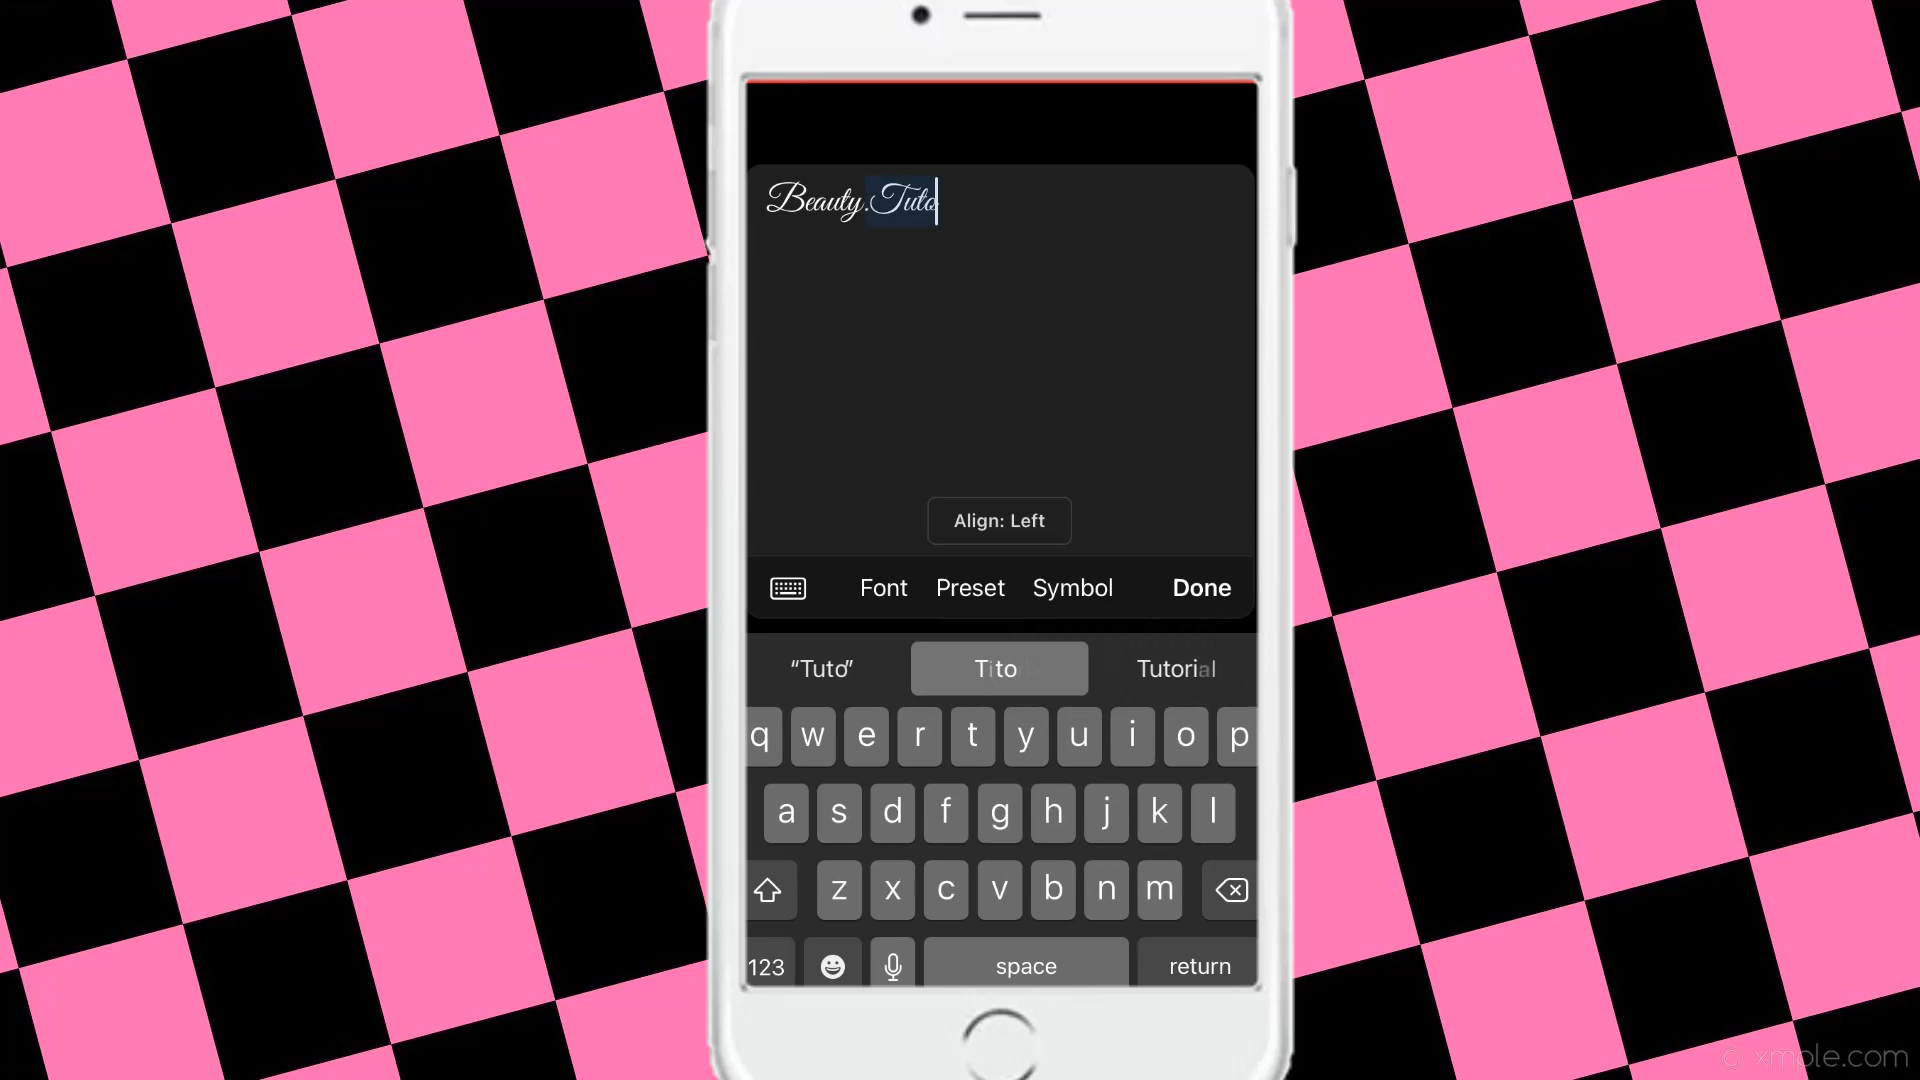 Beauty.Tuto
Align: Left
Font Preset Symbol Done
“Tuto” Tito Tutorial
q w e r t y u i o p
a s d f g h j k l
z x c v b n m
123 space return
xmple.com